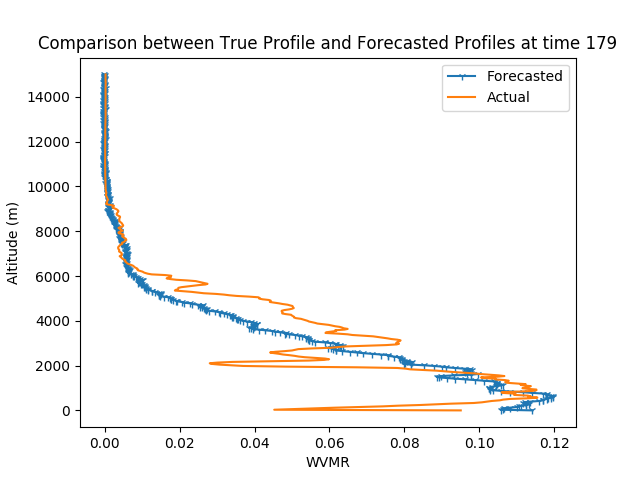 Comparison between True Profile and Forecasted Profiles at time 179
Forecasted
Actual
Altitude (m)
14000
12000
10000
8000
6000
4000
2000
0
0.00 0.02 0.04 0.06 0.08 0.10 0.12
WVMR